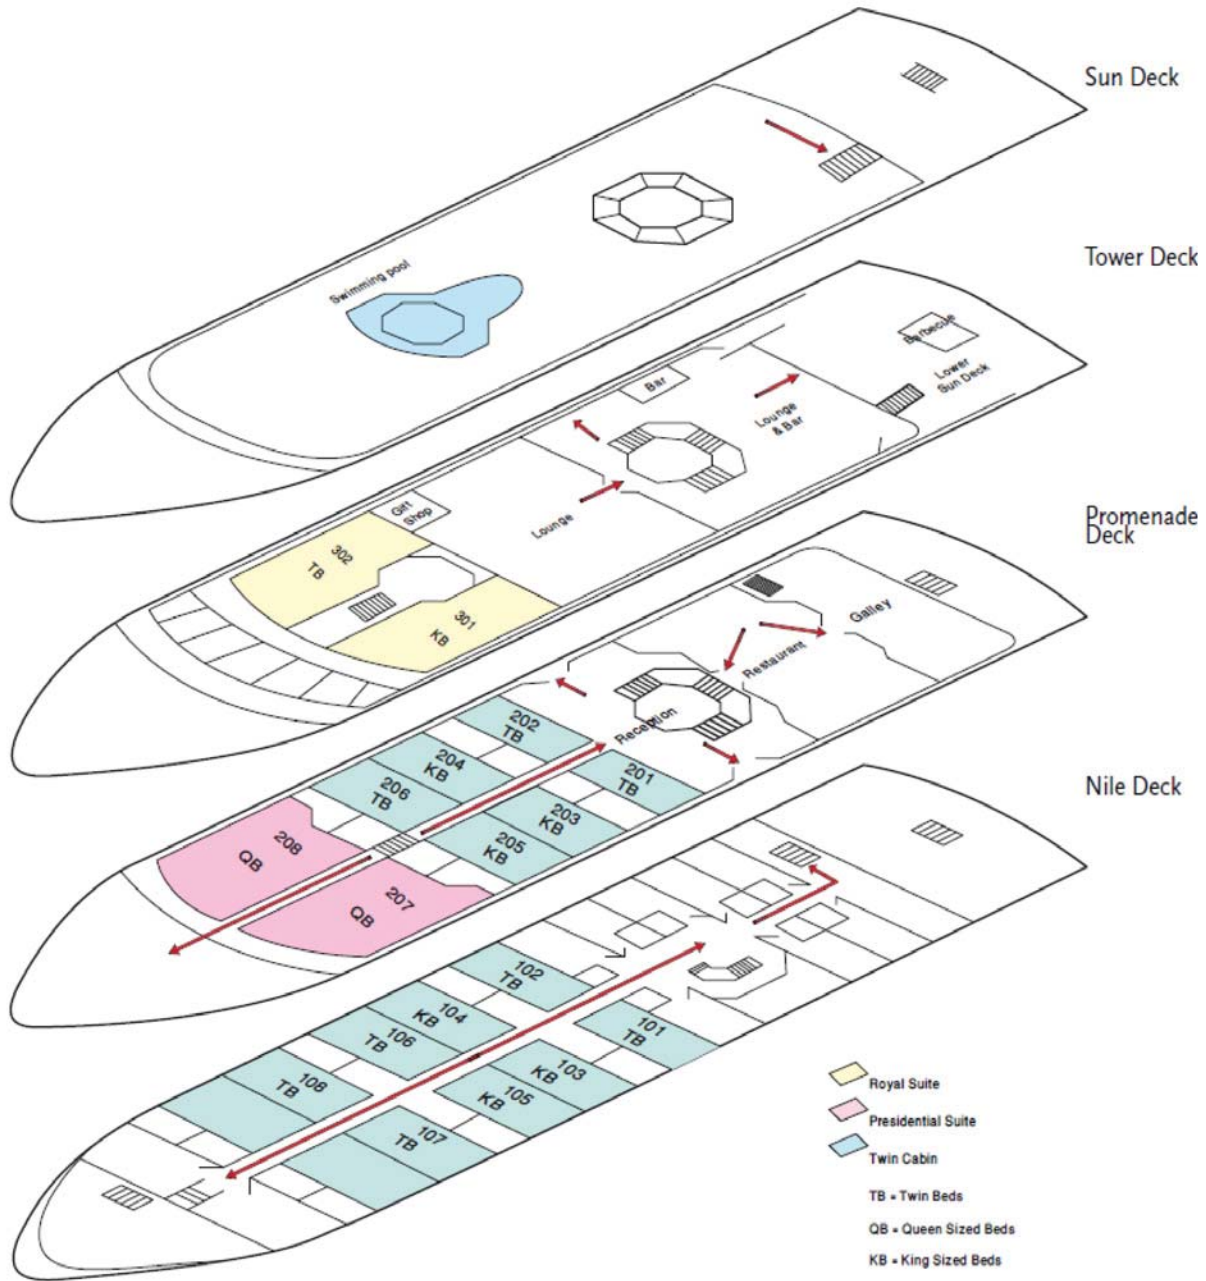 Sun Deck
Swimming pool
Tower Deck
Barbecue
Lower
Sun Deck
Bar
Lounge
& Bar
Lounge
Gift
Shop
302
TB
301
KB
Promenade
Deck
Galley
Restaurant
Reception
202
TB
201
TB
204
KB
203
KB
206
TB
205
KB
208
QB
207
QB
Nile Deck
102
TB
101
TB
104
KB
103
KB
106
TB
105
KB
108
TB
107
TB
Royal Suite
Presidential Suite
Twin Cabin
TB = Twin Beds
QB = Queen Sized Beds
KB = King Sized Beds